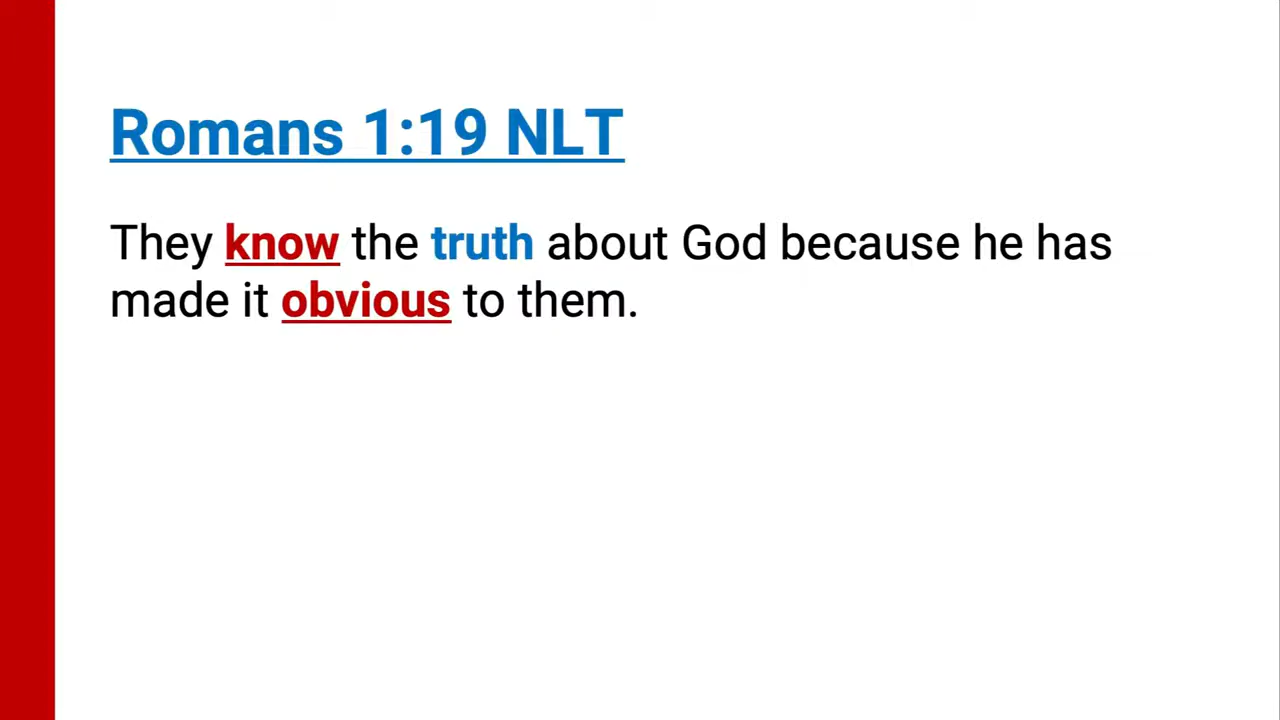 Romans 1:19 NLT
They know the truth about God because he has
made it obvious to them.